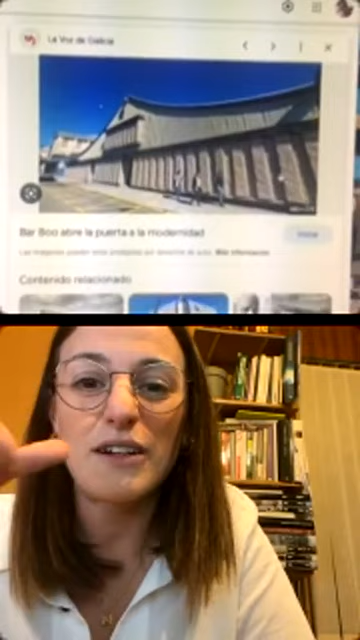 La Voz de Galicia
Bar Boo abre la puerta a la modernidad
Las imágenes pueden estar protegidas por derechos de autor. Más información
Contenido relacionado